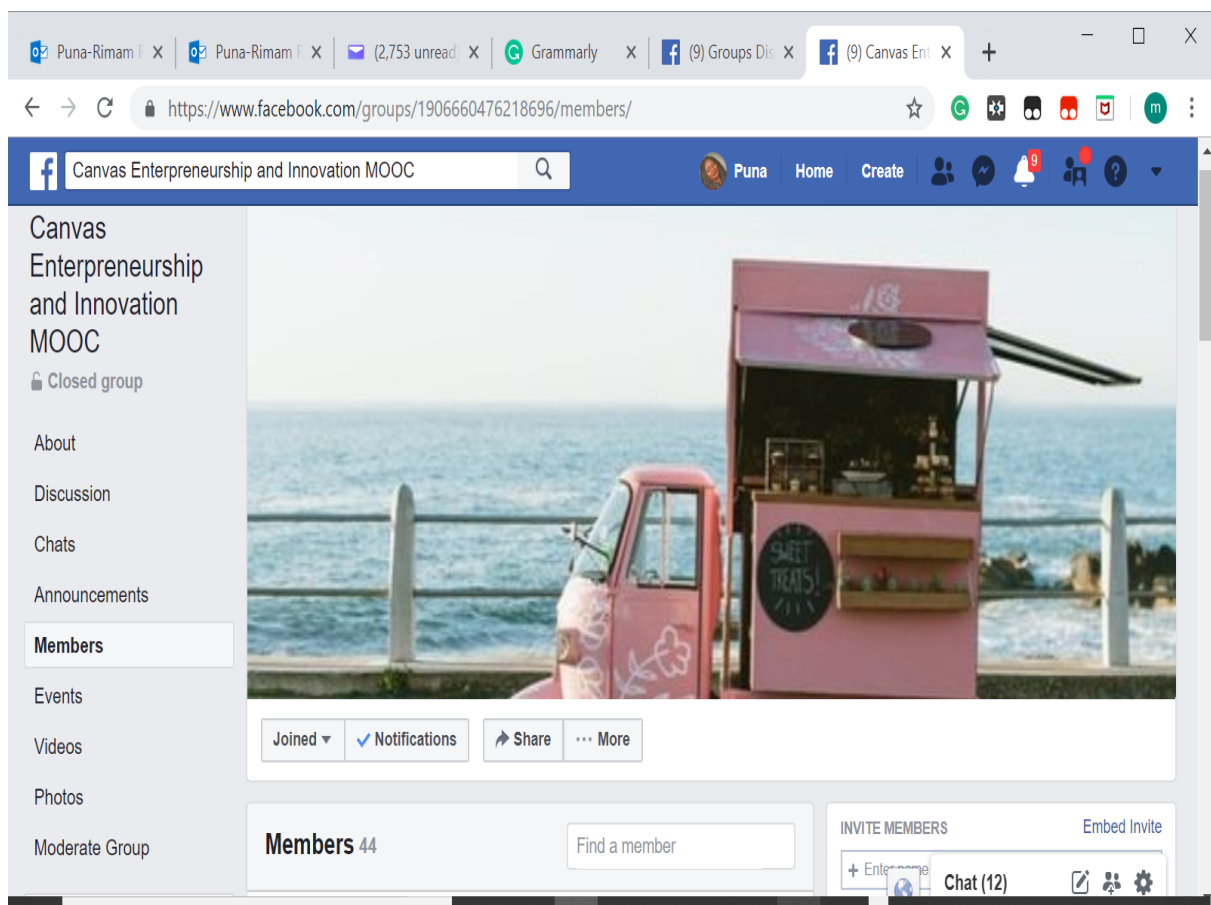 Puna-Rimam
Puna-Rimam
(2,753 unread)
Grammarly
(9) Groups Dis
(9) Canvas Ent
https://www.facebook.com/groups/1906660476218696/members/
m
Canvas Enterpreneurship and Innovation MOOC
Puna
Home
Create
9
Canvas
Enterpreneurship
and Innovation
MOOC
Closed group
About
Discussion
Chats
Announcements
Members
Events
Videos
Photos
Moderate Group
SWEET
TREATS!
Joined
Notifications
Share
More
Members 44
Find a member
INVITE MEMBERS
Embed Invite
+ Enter name
Chat (12)